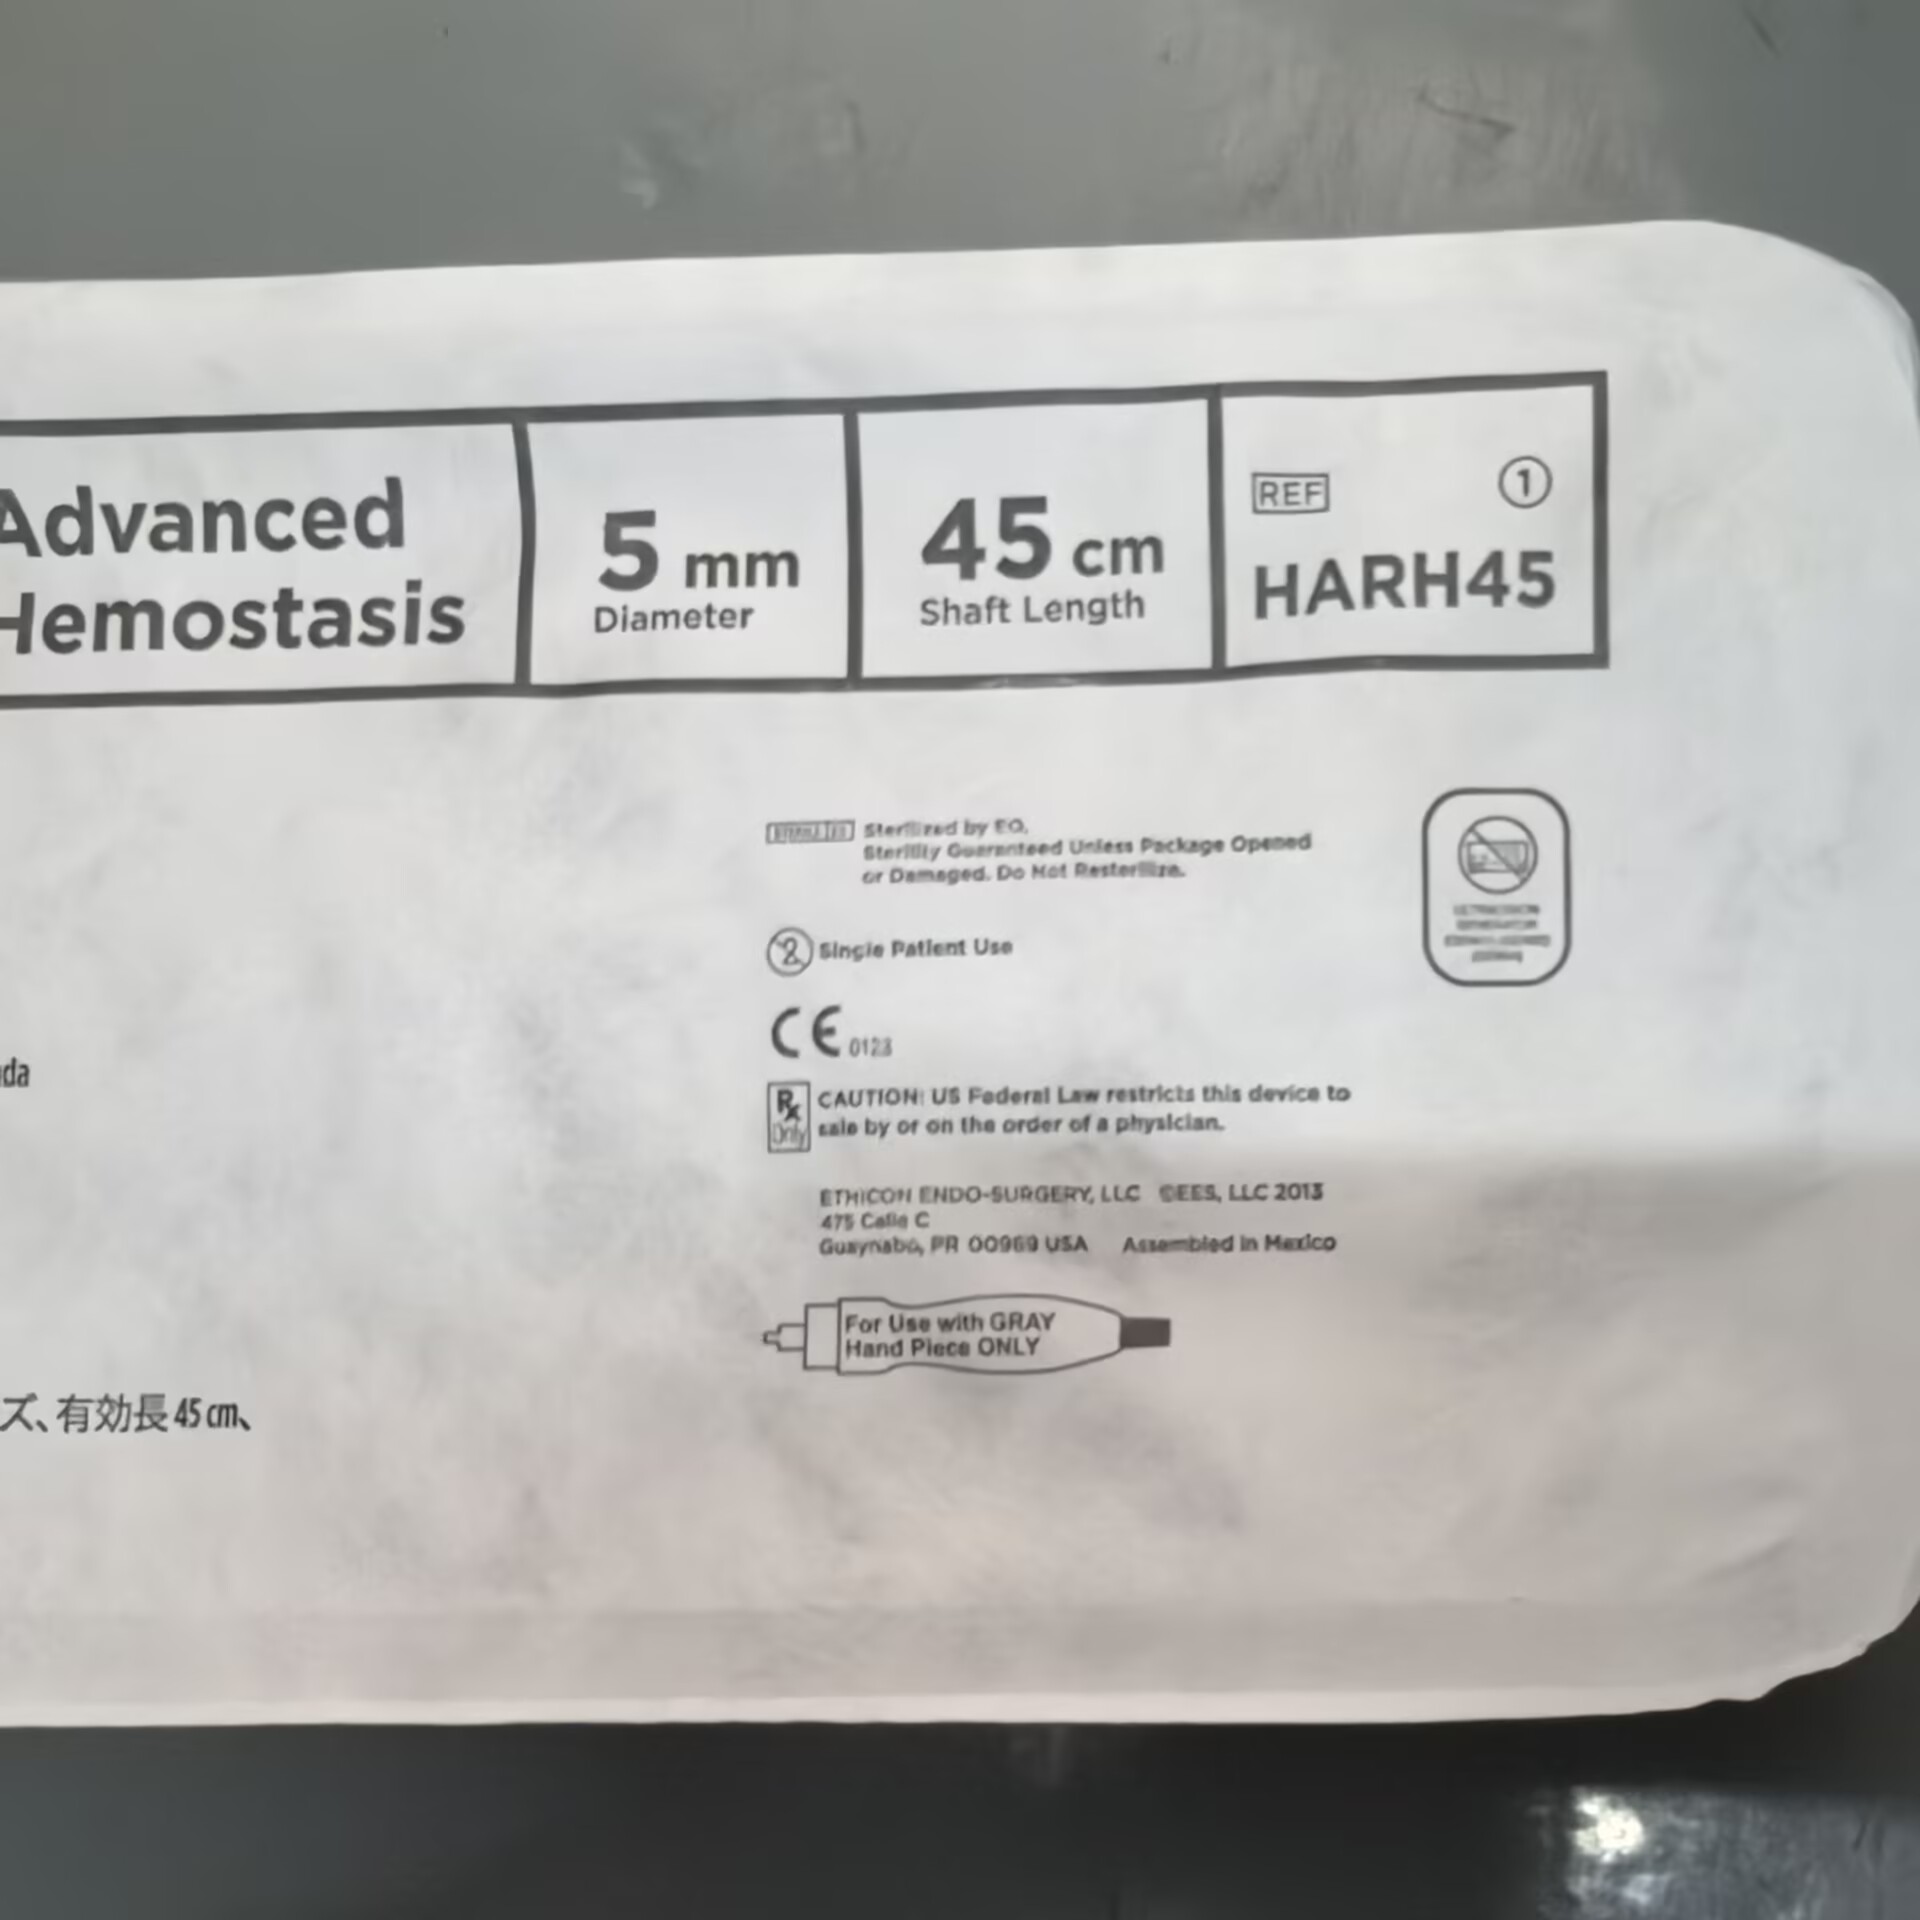 Advanced
Hemostasis
5 mm
Diameter
45 cm
Shaft Length
REF
1
HARH45
Sterilized by EO.
Sterility Guaranteed Unless Package Opened
or Damaged. Do Not Resterilize.
2 Single Patient Use
CE 0123
Rx Only
CAUTION: US Federal Law restricts this device to
sale by or on the order of a physician.
ETHICON ENDO-SURGERY, LLC ©EES, LLC 2013
475 Calle C
Guaynabo, PR 00969 USA Assembled in Mexico
For Use with GRAY
Hand Piece ONLY
ズ、有効長 45 cm、